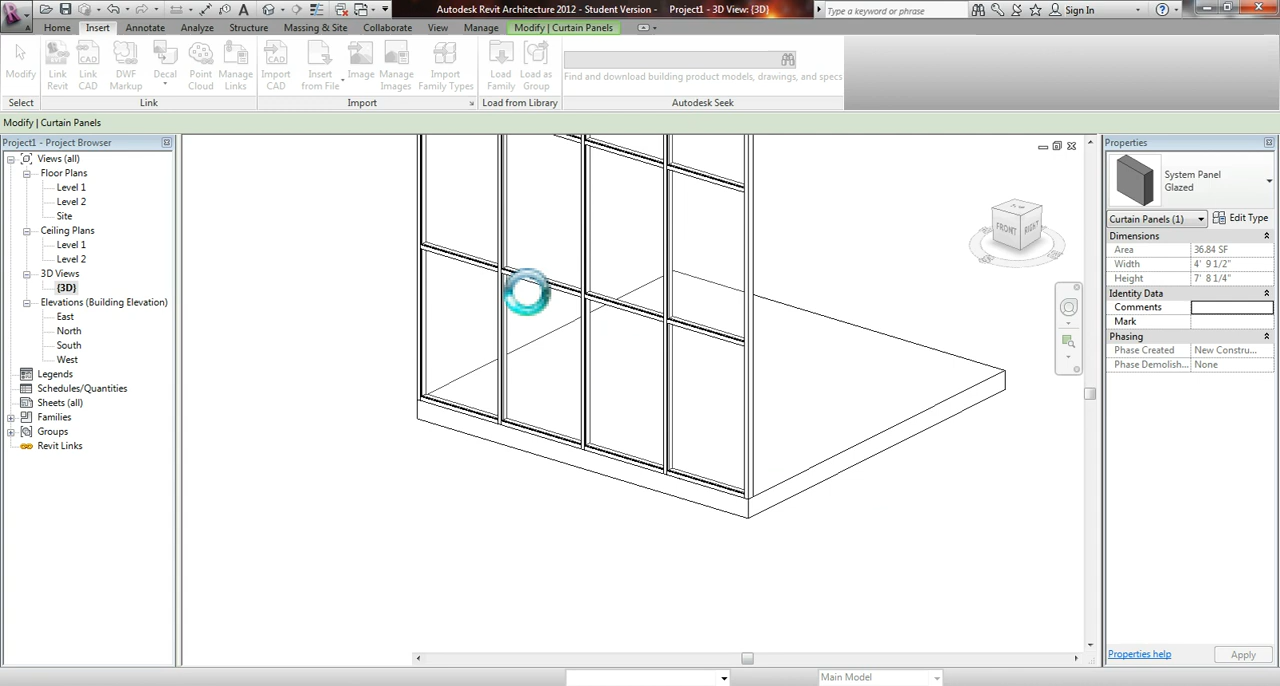 Autodesk Revit Architecture 2012 - Student Version - Project1 - 3D View: {3D}
Type a keyword or phrase
Sign In
Home Insert Annotate Analyze Structure Massing & Site Collaborate View Manage Modify | Curtain Panels
Modify
Link Revit
Link CAD
DWF Markup
Decal
Point Cloud
Manage Links
Import CAD
Insert from File
Image
Manage Images
Import Family Types
Load Family
Load as Group
Find and download building product models, drawings, and specs
Select Link Import Load from Library Autodesk Seek
Modify | Curtain Panels
Project1 - Project Browser
Views (all)
Floor Plans
Level 1
Level 2
Site
Ceiling Plans
Level 1
Level 2
3D Views
{3D}
Elevations (Building Elevation)
East
North
South
West
Legends
Schedules/Quantities
Sheets (all)
Families
Groups
Revit Links
FRONT
RIGHT
Properties
System Panel
Glazed
Curtain Panels (1) Edit Type
Dimensions
Area 36.84 SF
Width 4' 9 1/2"
Height 7' 8 1/4"
Identity Data
Comments
Mark
Phasing
Phase Created New Constru...
Phase Demolish... None
Properties help Apply
Main Model